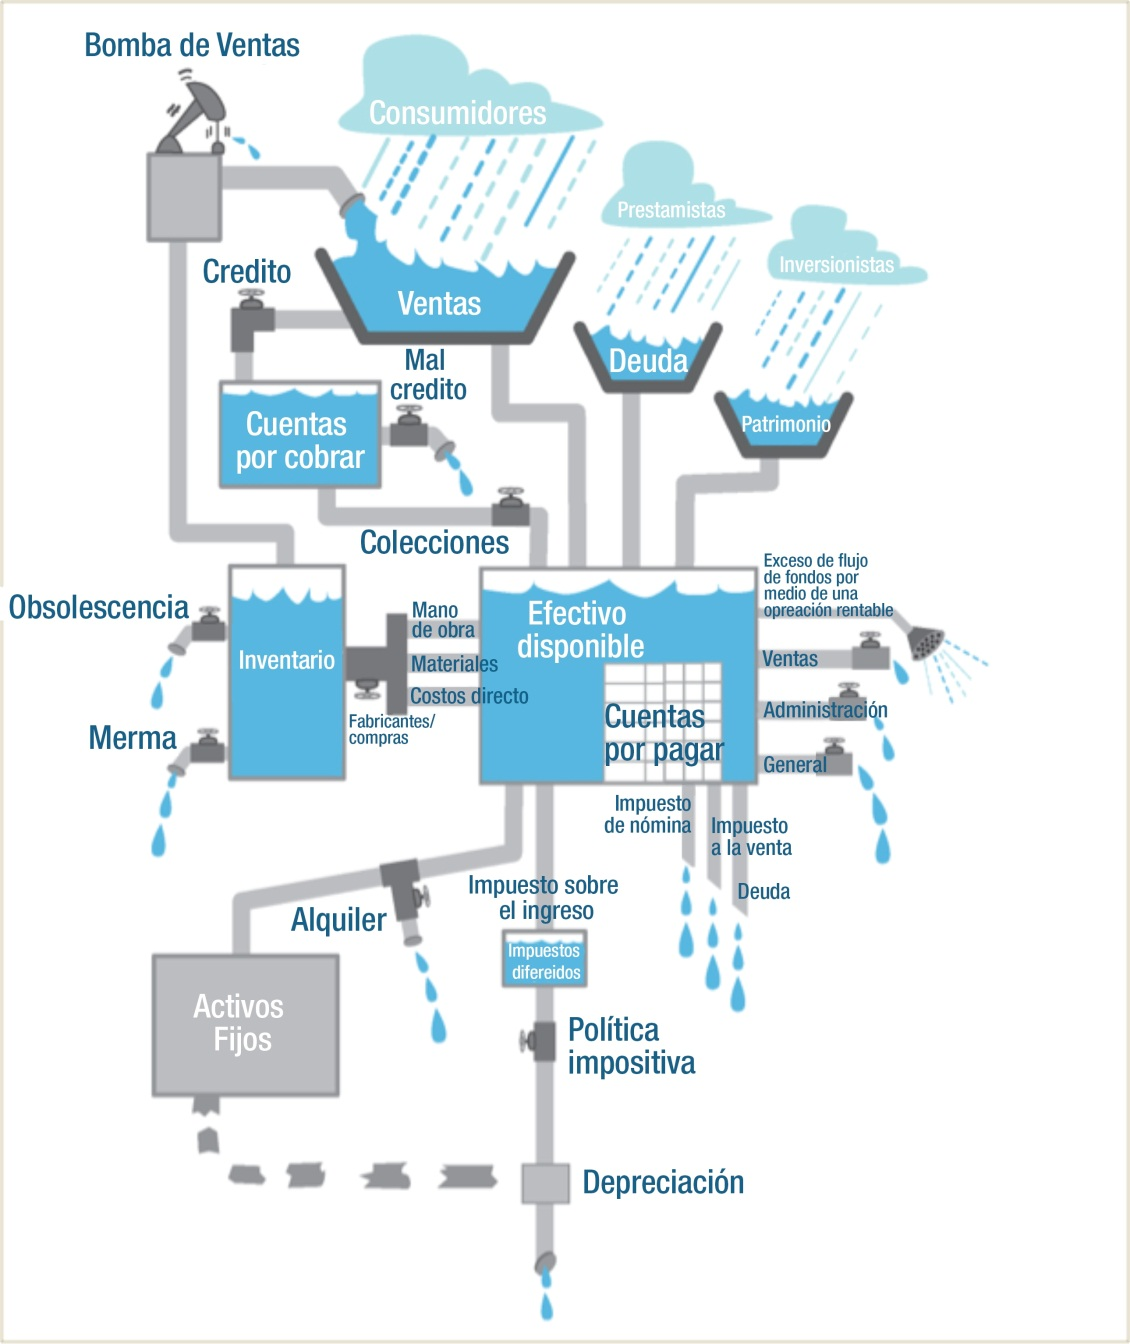 Bomba de Ventas
Consumidores
Prestamistas
Inversionistas
Credito
Ventas
Mal
credito
Deuda
Patrimonio
Cuentas
por cobrar
Colecciones
Exceso de flujo
de fondos por
medio de una
opreación rentable
Obsolescencia
Mano
de obra
Efectivo
disponible
Inventario
Materiales
Ventas
Costos directo
Fabricantes/
compras
Merma
Cuentas
por pagar
Administración
General
Impuesto
de nómina
Impuesto
a la venta
Deuda
Alquiler
Impuesto sobre
el ingreso
Impuestos
difereidos
Activos
Fijos
Política
impositiva
Depreciación